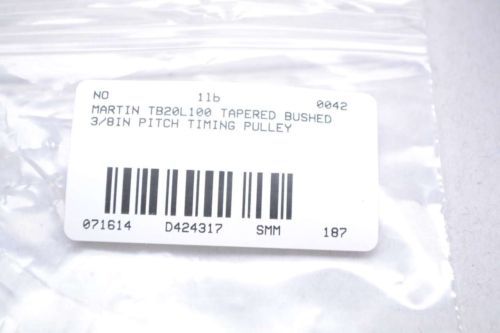 NO 1lb 0042
MARTIN TB20L100 TAPERED BUSHED
3/8IN PITCH TIMING PULLEY
071614 D424317 SMM 187